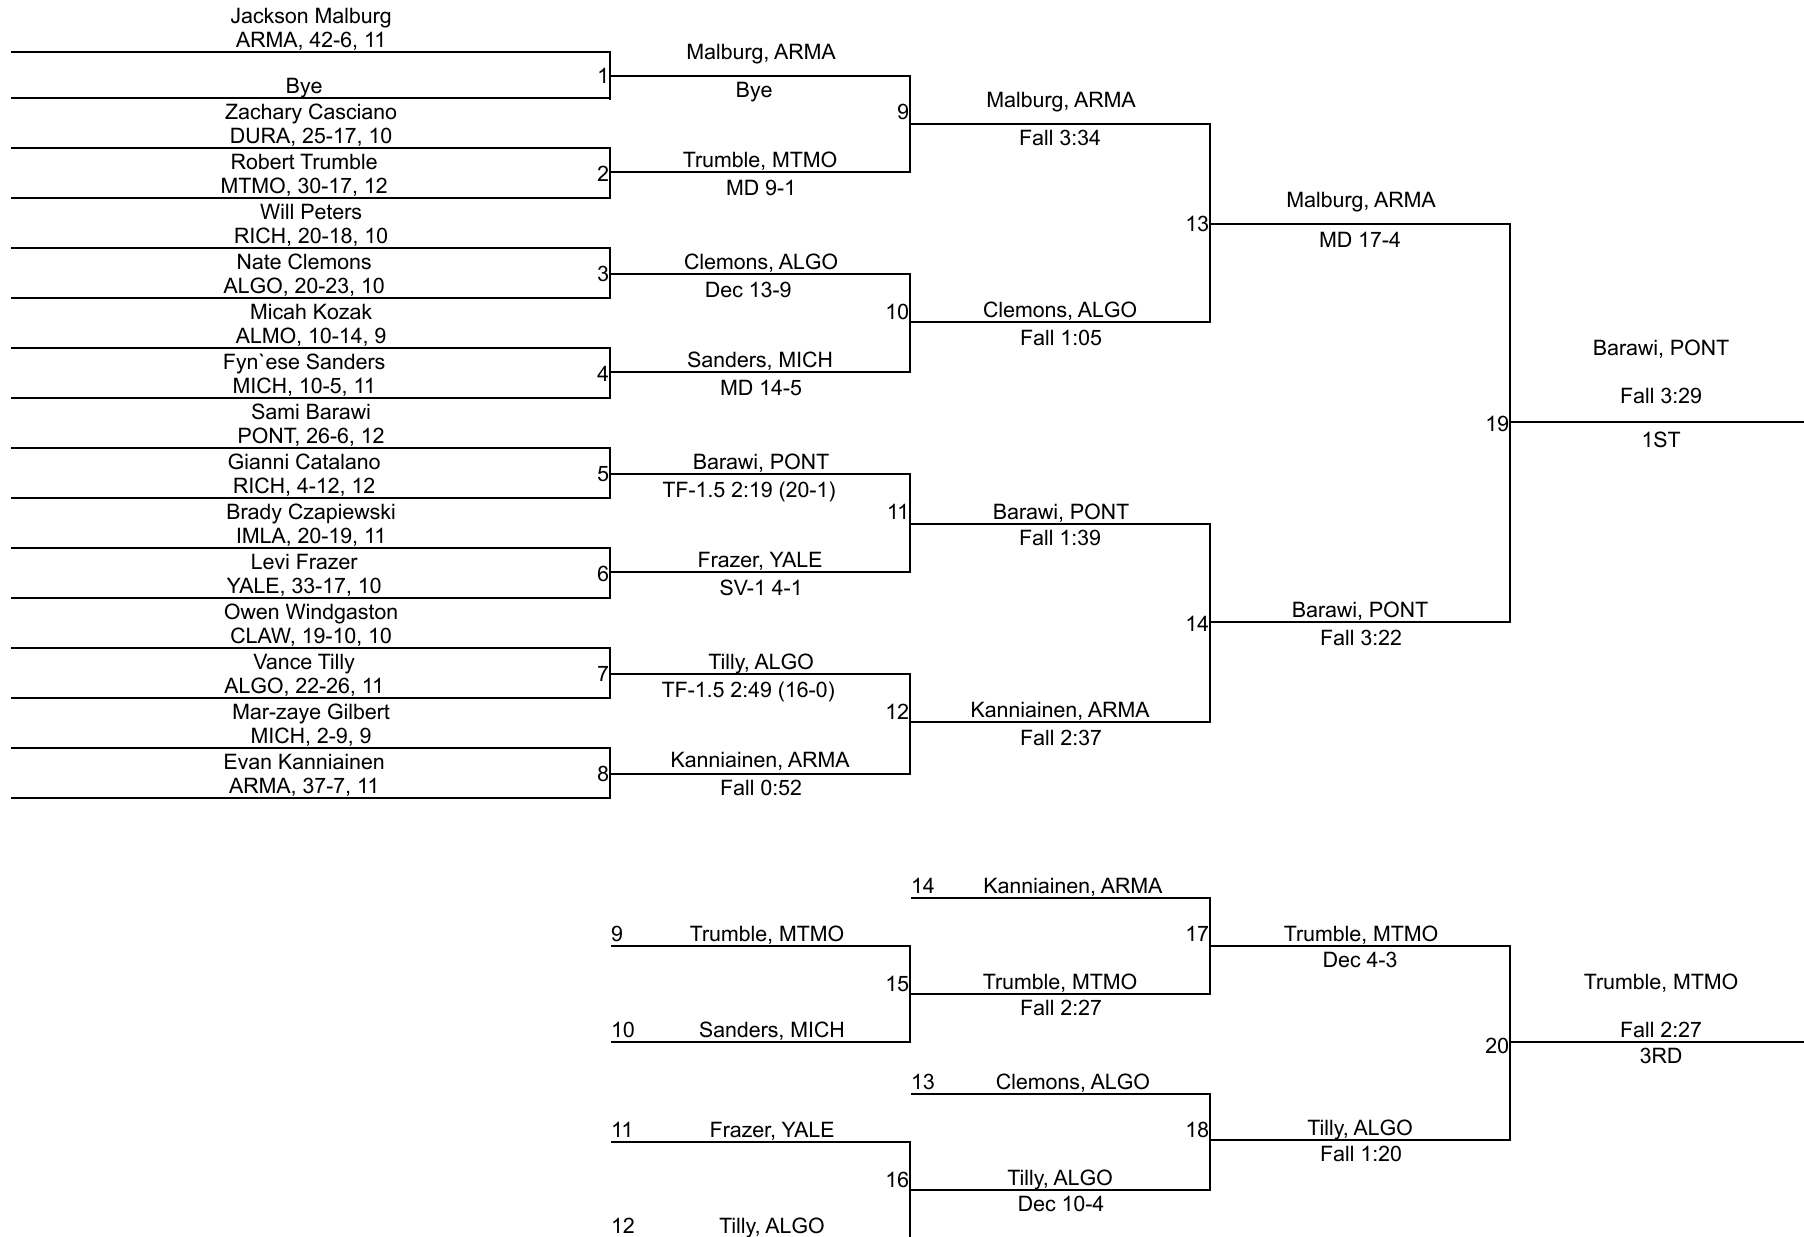 Jackson Malburg
ARMA, 42-6, 11
Bye
Zachary Casciano
DURA, 25-17, 10
Robert Trumble
MTMO, 30-17, 12
Will Peters
RICH, 20-18, 10
Nate Clemons
ALGO, 20-23, 10
Micah Kozak
ALMO, 10-14, 9
Fyn`ese Sanders
MICH, 10-5, 11
Sami Barawi
PONT, 26-6, 12
Gianni Catalano
RICH, 4-12, 12
Brady Czapiewski
IMLA, 20-19, 11
Levi Frazer
YALE, 33-17, 10
Owen Windgaston
CLAW, 19-10, 10
Vance Tilly
ALGO, 22-26, 11
Mar-zaye Gilbert
MICH, 2-9, 9
Evan Kanniainen
ARMA, 37-7, 11
1
2
3
4
5
6
7
8
Malburg, ARMA
Bye
Trumble, MTMO
MD 9-1
Clemons, ALGO
Dec 13-9
Sanders, MICH
MD 14-5
Barawi, PONT
TF-1.5 2:19 (20-1)
Frazer, YALE
SV-1 4-1
Tilly, ALGO
TF-1.5 2:49 (16-0)
Kanniainen, ARMA
Fall 0:52
9
10
11
12
Malburg, ARMA
Fall 3:34
Clemons, ALGO
Fall 1:05
Barawi, PONT
Fall 1:39
Kanniainen, ARMA
Fall 2:37
13
14
Malburg, ARMA
MD 17-4
Barawi, PONT
Fall 3:22
19
Barawi, PONT
Fall 3:29
1ST
9 Trumble, MTMO
10 Sanders, MICH
11 Frazer, YALE
12 Tilly, ALGO
15
16
14 Kanniainen, ARMA
Trumble, MTMO
Fall 2:27
13 Clemons, ALGO
Tilly, ALGO
Dec 10-4
17
18
Trumble, MTMO
Dec 4-3
Tilly, ALGO
Fall 1:20
20
Trumble, MTMO
Fall 2:27
3RD